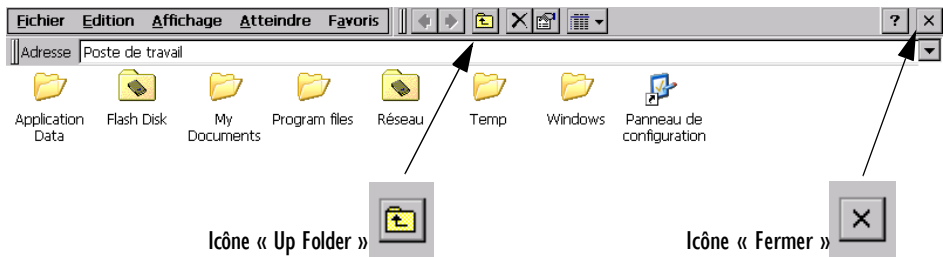 Fichier Edition Affichage Atteindre Favoris ?
Adresse Poste de travail
Application Data
Flash Disk
My Documents
Program files
Réseau
Temp
Windows
Panneau de configuration
Icône « Up Folder »
Icône « Fermer »